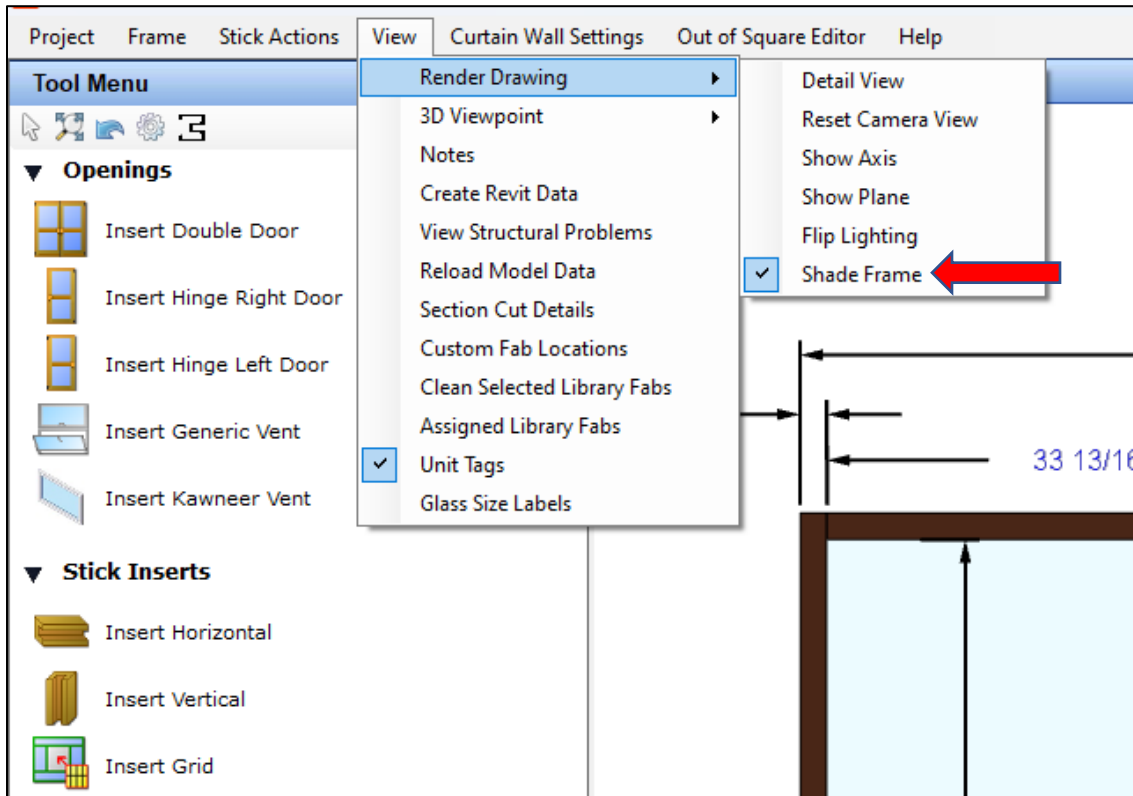 Project Frame Stick Actions View Curtain Wall Settings Out of Square Editor Help
Tool Menu
Openings
Insert Double Door
Insert Hinge Right Door
Insert Hinge Left Door
Insert Generic Vent
Insert Kawneer Vent
Stick Inserts
Insert Horizontal
Insert Vertical
Insert Grid
Render Drawing
3D Viewpoint
Notes
Create Revit Data
View Structural Problems
Reload Model Data
Section Cut Details
Custom Fab Locations
Clean Selected Library Fabs
Assigned Library Fabs
Unit Tags
Glass Size Labels
Detail View
Reset Camera View
Show Axis
Show Plane
Flip Lighting
Shade Frame
33 13/16